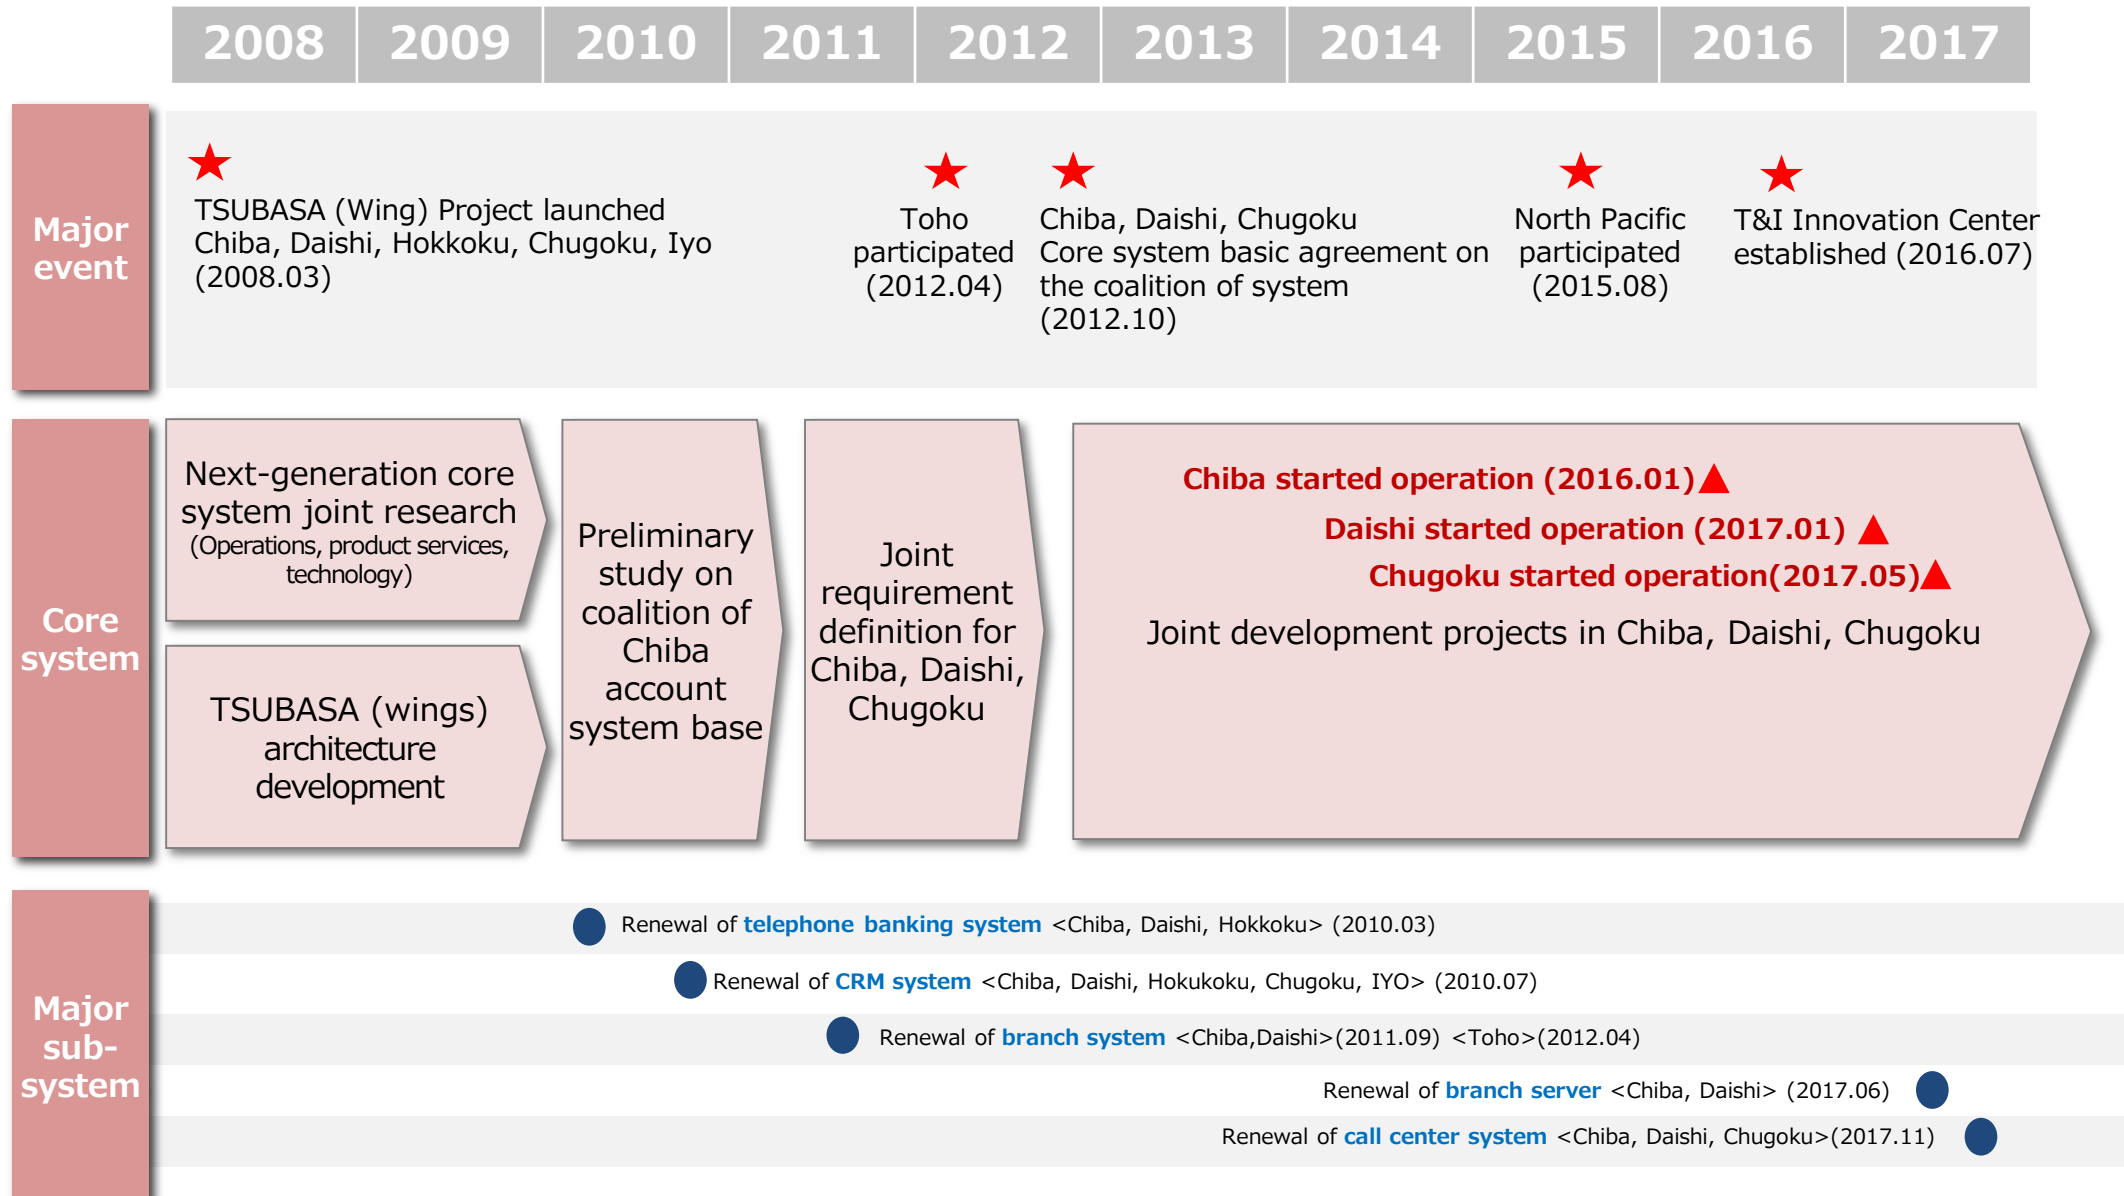 2008 2009 2010 2011 2012 2013 2014 2015 2016 2017
Major
event
TSUBASA (Wing) Project launched
Chiba, Daishi, Hokkoku, Chugoku, Iyo
(2008.03)
Toho
participated
(2012.04)
Chiba, Daishi, Chugoku
Core system basic agreement on
the coalition of system
(2012.10)
North Pacific
participated
(2015.08)
T&I Innovation Center
established (2016.07)
Core
system
Next-generation core
system joint research
(Operations, product services,
technology)
TSUBASA (wings)
architecture
development
Preliminary
study on
coalition of
Chiba
account
system base
Joint
requirement
definition for
Chiba, Daishi,
Chugoku
Chiba started operation (2016.01)
Daishi started operation (2017.01)
Chugoku started operation(2017.05)
Joint development projects in Chiba, Daishi, Chugoku
Major
sub-
system
Renewal of telephone banking system <Chiba, Daishi, Hokkoku> (2010.03)
Renewal of CRM system <Chiba, Daishi, Hokukoku, Chugoku, IYO> (2010.07)
Renewal of branch system <Chiba,Daishi>(2011.09) <Toho>(2012.04)
Renewal of branch server <Chiba, Daishi> (2017.06)
Renewal of call center system <Chiba, Daishi, Chugoku>(2017.11)